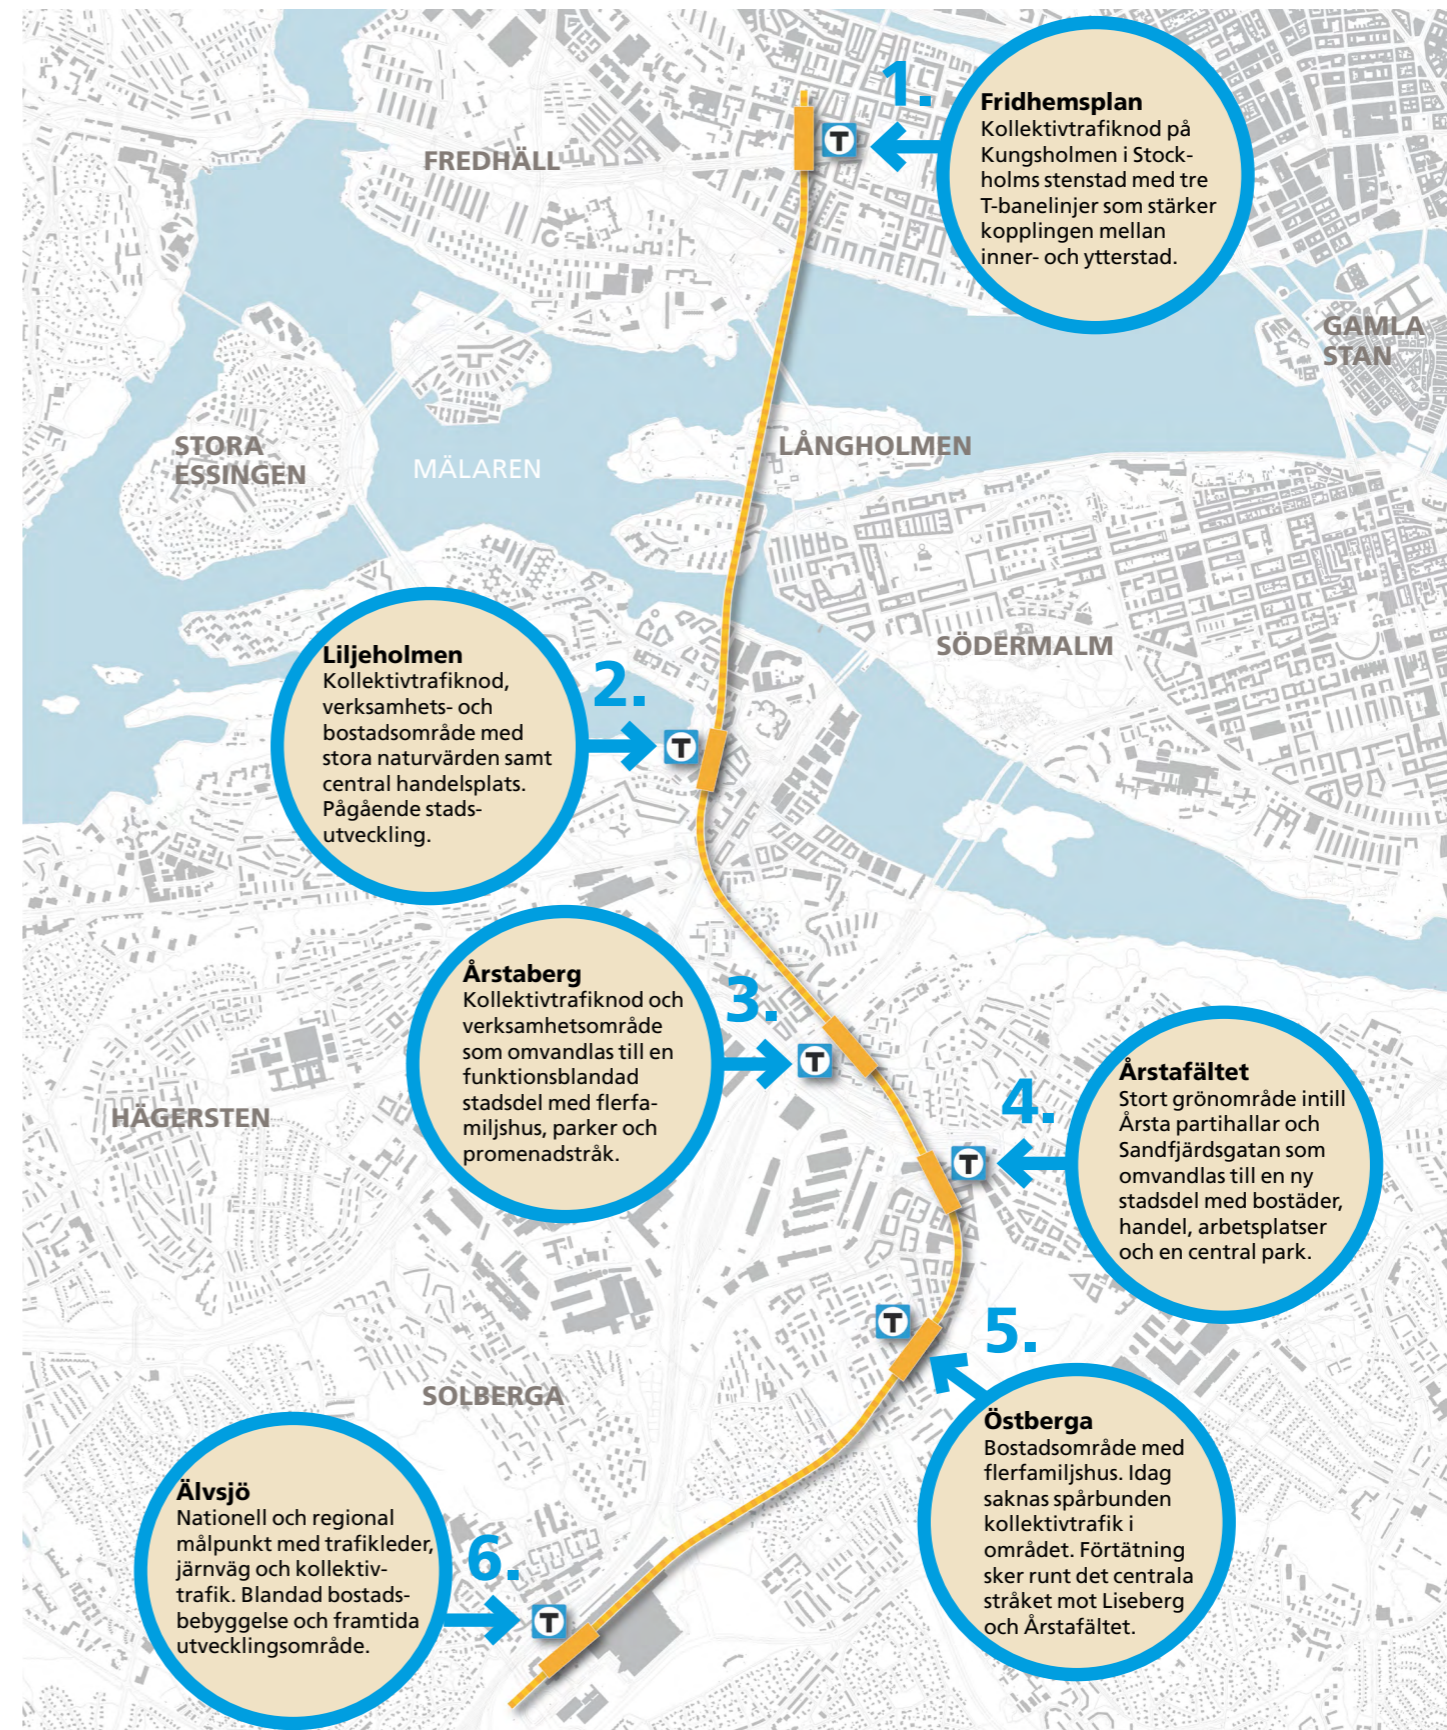 1.
T
Fridhemsplan
Kollektivtrafiknod på
Kungsholmen i Stock-
holms stenstad med tre
T-banelinjer som stärker
kopplingen mellan
inner- och ytterstad.
FREDHÄLL
GAMLA
STAN
STORA
ESSINGEN
MÄLAREN
LÅNGHOLMEN
SÖDERMALM
Liljeholmen
Kollektivtrafiknod,
verksamhets- och
bostadsområde med
stora naturvärden samt
central handelsplats.
Pågående stads-
utveckling.
2.
T
Årstaberg
Kollektivtrafiknod och
verksamhetsområde
som omvandlas till en
funktionsblandad
stadsdel med flerfa-
miljshus, parker och
promenadstråk.
3.
T
HÄGERSTEN
4.
T
Årstafältet
Stort grönområde intill
Årsta partihallar och
Sandfjärdsgatan som
omvandlas till en ny
stadsdel med bostäder,
handel, arbetsplatser
och en central park.
T
5.
SOLBERGA
Östberga
Bostadsområde med
flerfamiljshus. Idag
saknas spårbunden
kollektivtrafik i
området. Förtätning
sker runt det centrala
stråket mot Liseberg
och Årstafältet.
Älvsjö
Nationell och regional
målpunkt med trafikleder,
järnväg och kollektiv-
trafik. Blandad bostads-
bebyggelse och framtida
utvecklingsområde.
6.
T